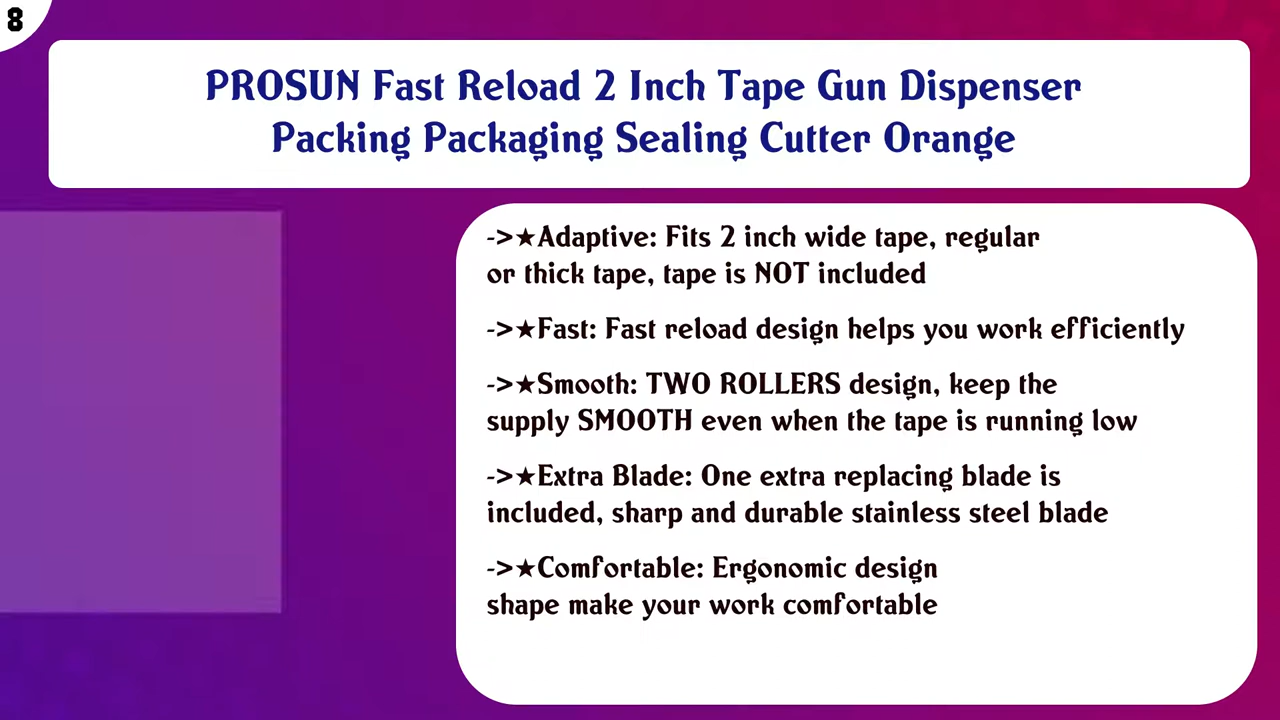 8
PROSUN Fast Reload 2 Inch Tape Gun Dispenser
Packing Packaging Sealing Cutter Orange
->★Adaptive: Fits 2 inch wide tape, regular
or thick tape, tape is NOT included
->★Fast: Fast reload design helps you work efficiently
->★Smooth: TWO ROLLERS design, keep the
supply SMOOTH even when the tape is running low
->★Extra Blade: One extra replacing blade is
included, sharp and durable stainless steel blade
->★Comfortable: Ergonomic design
shape make your work comfortable